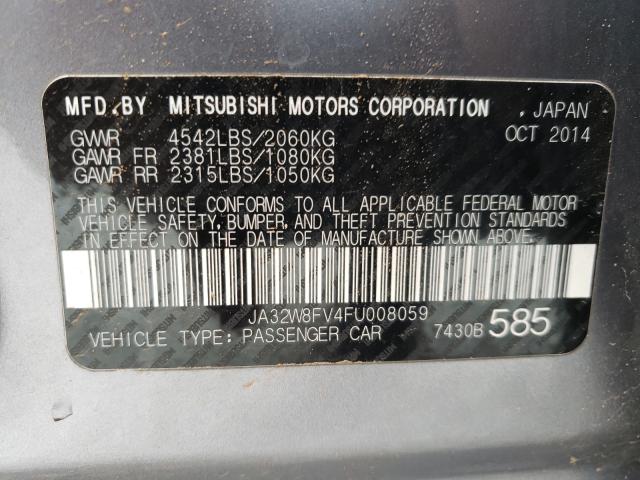 MFD.BY MITSUBISHI MOTORS CORPORATION , JAPAN
GVWR 4542LBS/2060KG OCT 2014
GAWR FR 2381LBS/1080KG
GAWR RR 2315LBS/1050KG
THIS VEHICLE CONFORMS TO ALL APPLICABLE FEDERAL MOTOR
VEHICLE SAFETY,BUMPER,AND THEFT PREVENTION STANDARDS
IN EFFECT ON THE DATE OF MANUFACTURE SHOWN ABOVE.
JA32W8FV4FU008059
VEHICLE TYPE: PASSENGER CAR 7430B 585